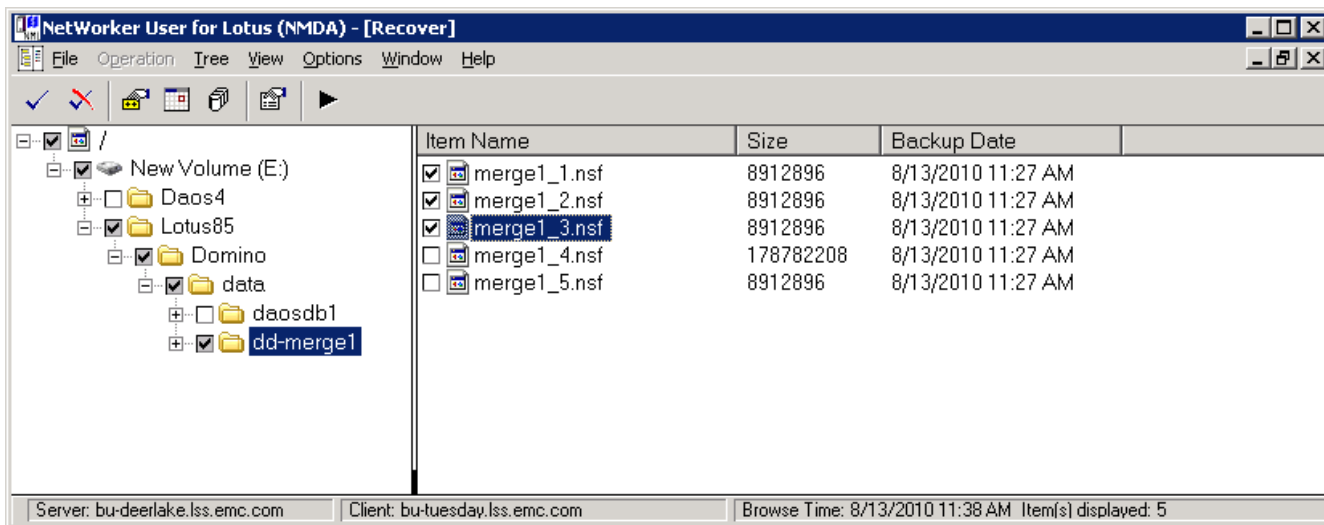 NetWorker User for Lotus (NMDA) - [Recover]
File Operation Tree View Options Window Help
/
New Volume (E:)
Daos4
Lotus85
Domino
data
daosdb1
dd-merge1
Item Name Size Backup Date
merge1_1.nsf 8912896 8/13/2010 11:27 AM
merge1_2.nsf 8912896 8/13/2010 11:27 AM
merge1_3.nsf 8912896 8/13/2010 11:27 AM
merge1_4.nsf 178782208 8/13/2010 11:27 AM
merge1_5.nsf 8912896 8/13/2010 11:27 AM
Server: bu-deerlake.lss.emc.com Client: bu-tuesday.lss.emc.com Browse Time: 8/13/2010 11:38 AM Item(s) displayed: 5